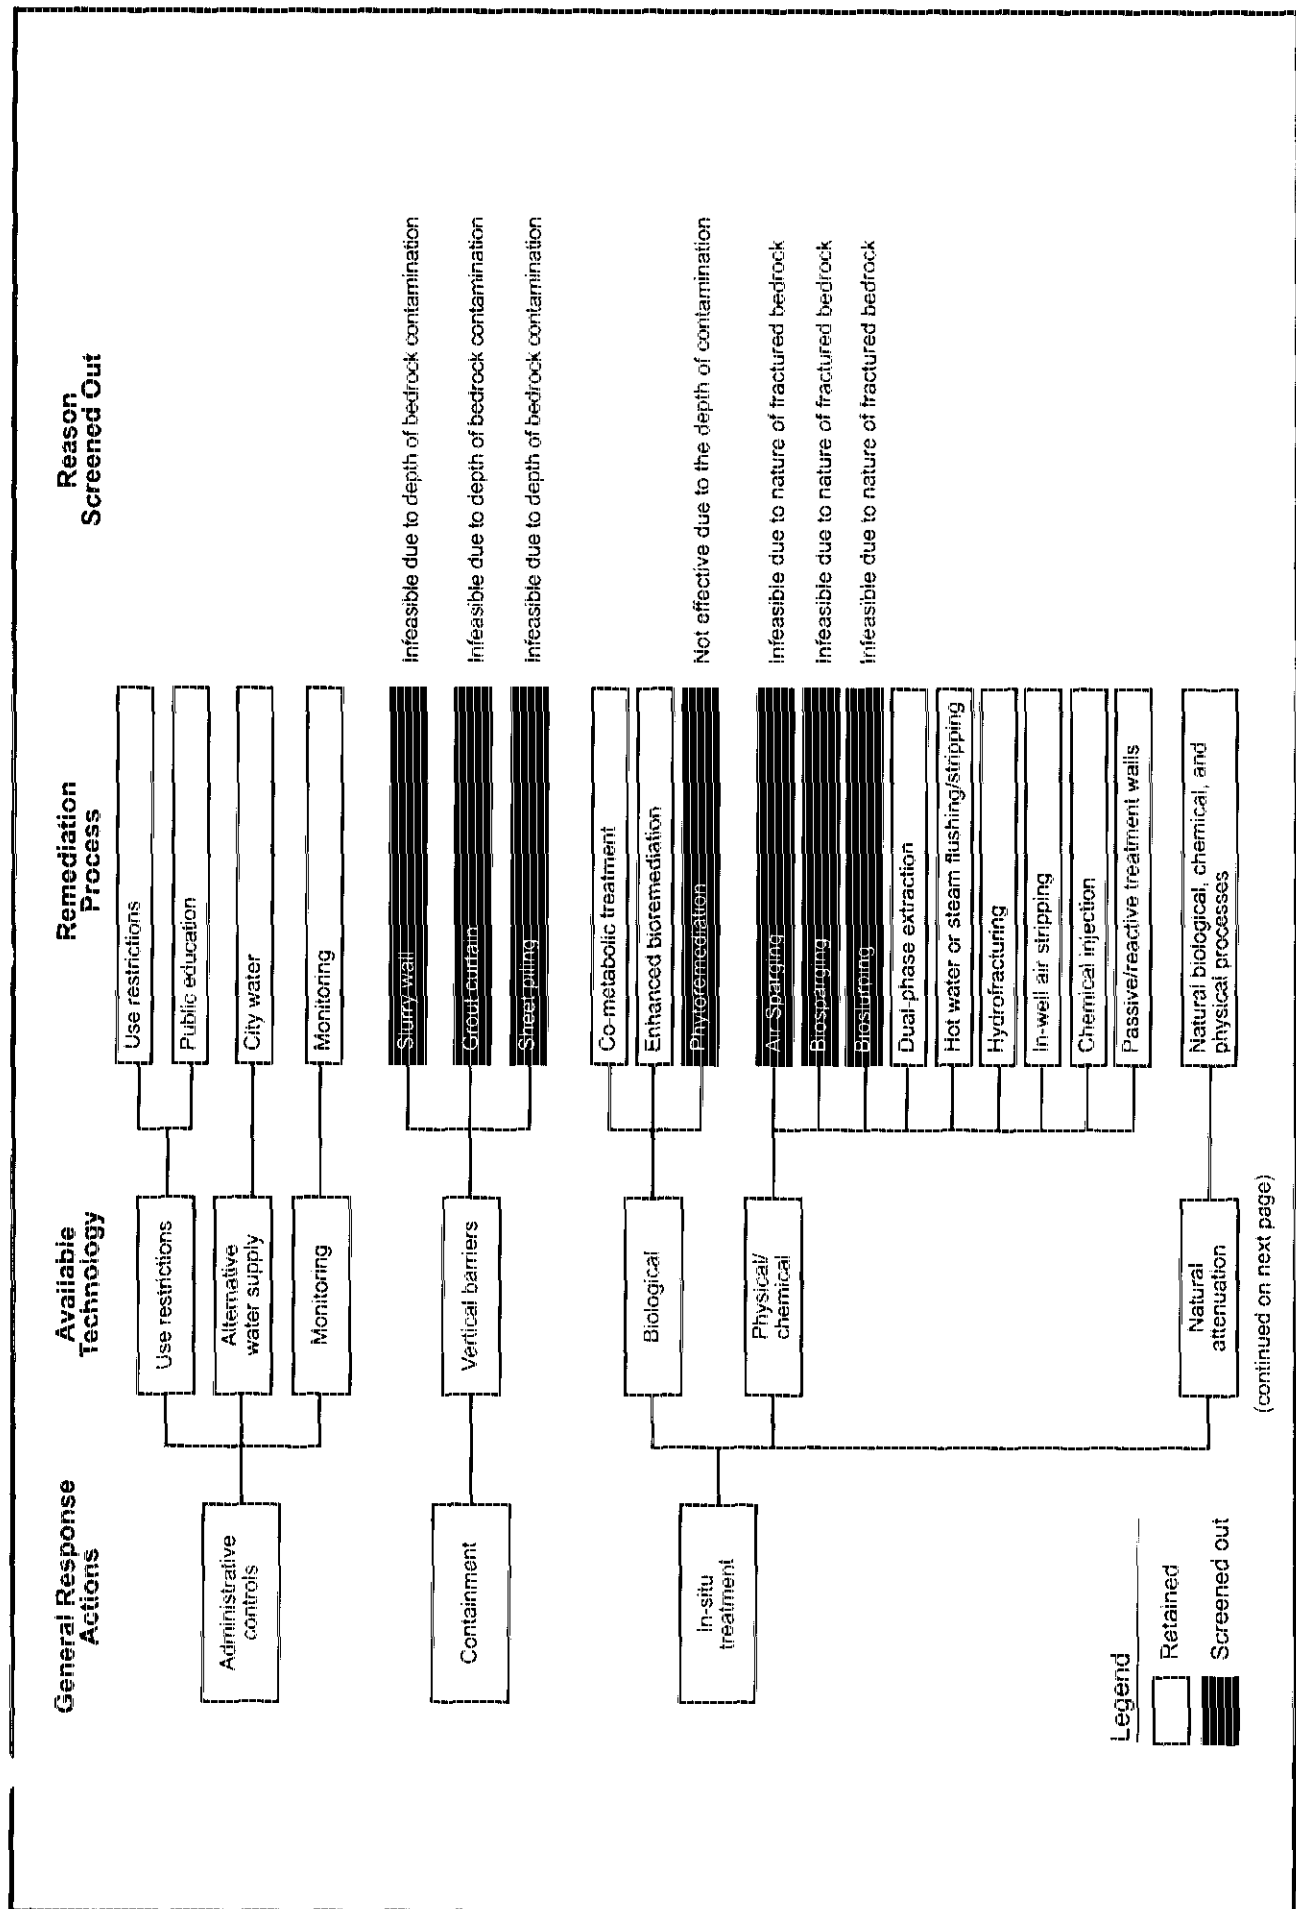 General Response
Actions
Available
Technology
Remediation
Process
Reason
Screened Out
Administrative
controls
Use restrictions
Use restrictions
Public education
Alternative
water supply
City water
Monitoring
Monitoring
Containment
Vertical barriers
Slurry wall
Infeasible due to depth of bedrock contamination
Grout curtain
Infeasible due to depth of bedrock contamination
Sheet piling
Infeasible due to depth of bedrock contamination
In-situ
treatment
Biological
Co-metabolic treatment
Enhanced bioremediation
Phytoremediation
Not effective due to the depth of contamination
Physical/
chemical
Air Sparging
Infeasible due to nature of fractured bedrock
Biosparging
Infeasible due to nature of fractured bedrock
Bioslurping
Infeasible due to nature of fractured bedrock
Dual-phase extraction
Hot water or steam flushing/stripping
Hydrofracturing
In-well air stripping
Chemical injection
Passive/reactive treatment walls
Natural
attenuation
Natural biological, chemical, and
physical processes
(continued on next page)
Legend
Retained
Screened out